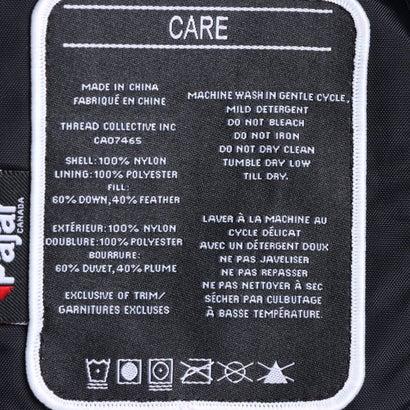 CARE
MADE IN CHINA
FABRIQUÉ EN CHINE
THREAD COLLECTIVE INC
CA07465
SHELL: 100% NYLON
LINING: 100% POLYESTER
FILL:
60% DOWN, 40% FEATHER
EXTÉRIEUR: 100% NYLON
DOUBLURE: 100% POLYESTER
BOURRURE:
60% DUVET, 40% PLUME
EXCLUSIVE OF TRIM/
GARNITURES EXCLUSES
MACHINE WASH IN GENTLE CYCLE,
MILD DETERGENT
DO NOT BLEACH
DO NOT IRON
DO NOT DRY CLEAN
TUMBLE DRY LOW
TILL DRY.
LAVER À LA MACHINE AU
CYCLE DÉLICAT
AVEC UN DÉTERGENT DOUX
NE PAS JAVELISER
NE PAS REPASSER
NE PAS NETTOYER À SEC
SÉCHER PAR CULBUTAGE
À BASSE TEMPÉRATURE.
Pajar
CANADA